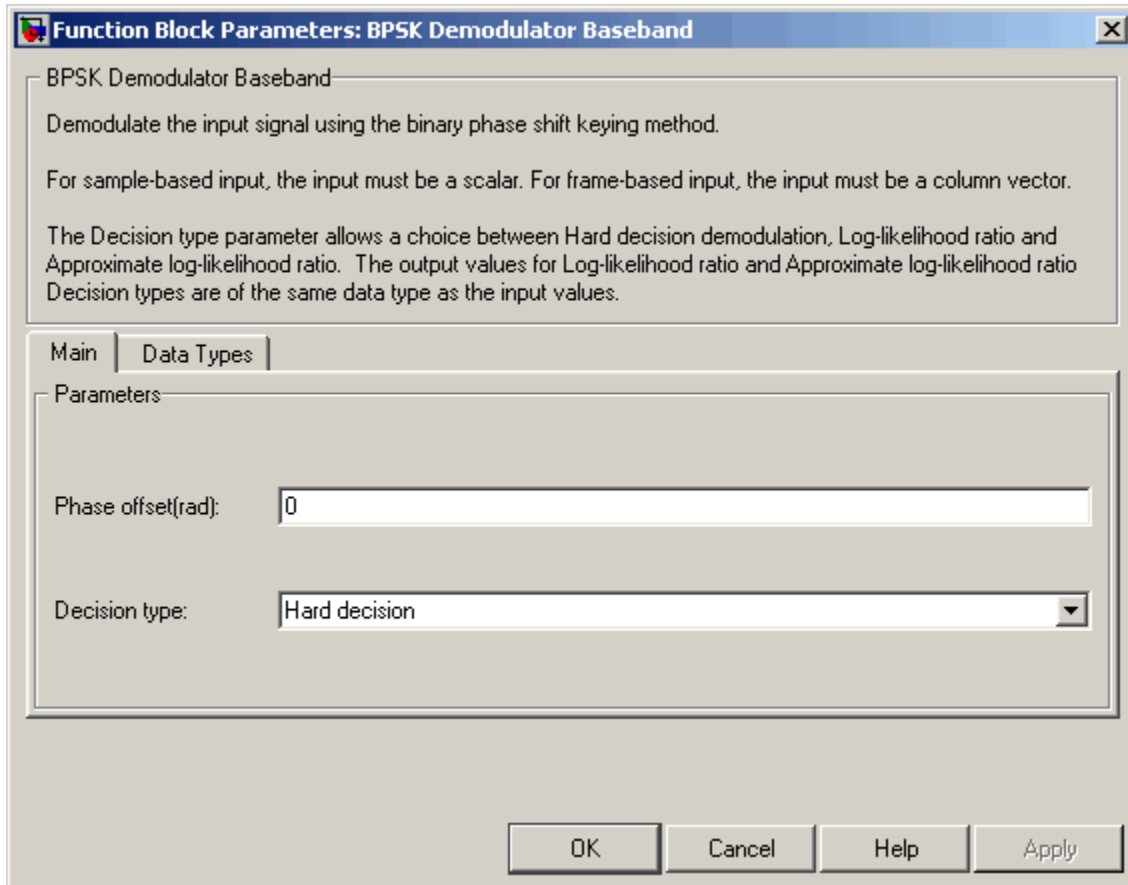 Function Block Parameters: BPSK Demodulator Baseband
BPSK Demodulator Baseband
Demodulate the input signal using the binary phase shift keying method.
For sample-based input, the input must be a scalar. For frame-based input, the input must be a column vector.
The Decision type parameter allows a choice between Hard decision demodulation, Log-likelihood ratio and
Approximate log-likelihood ratio.  The output values for Log-likelihood ratio and Approximate log-likelihood ratio
Decision types are of the same data type as the input values.
Main Data Types
Parameters
Phase offset(rad): 0
Decision type: Hard decision
OK Cancel Help Apply